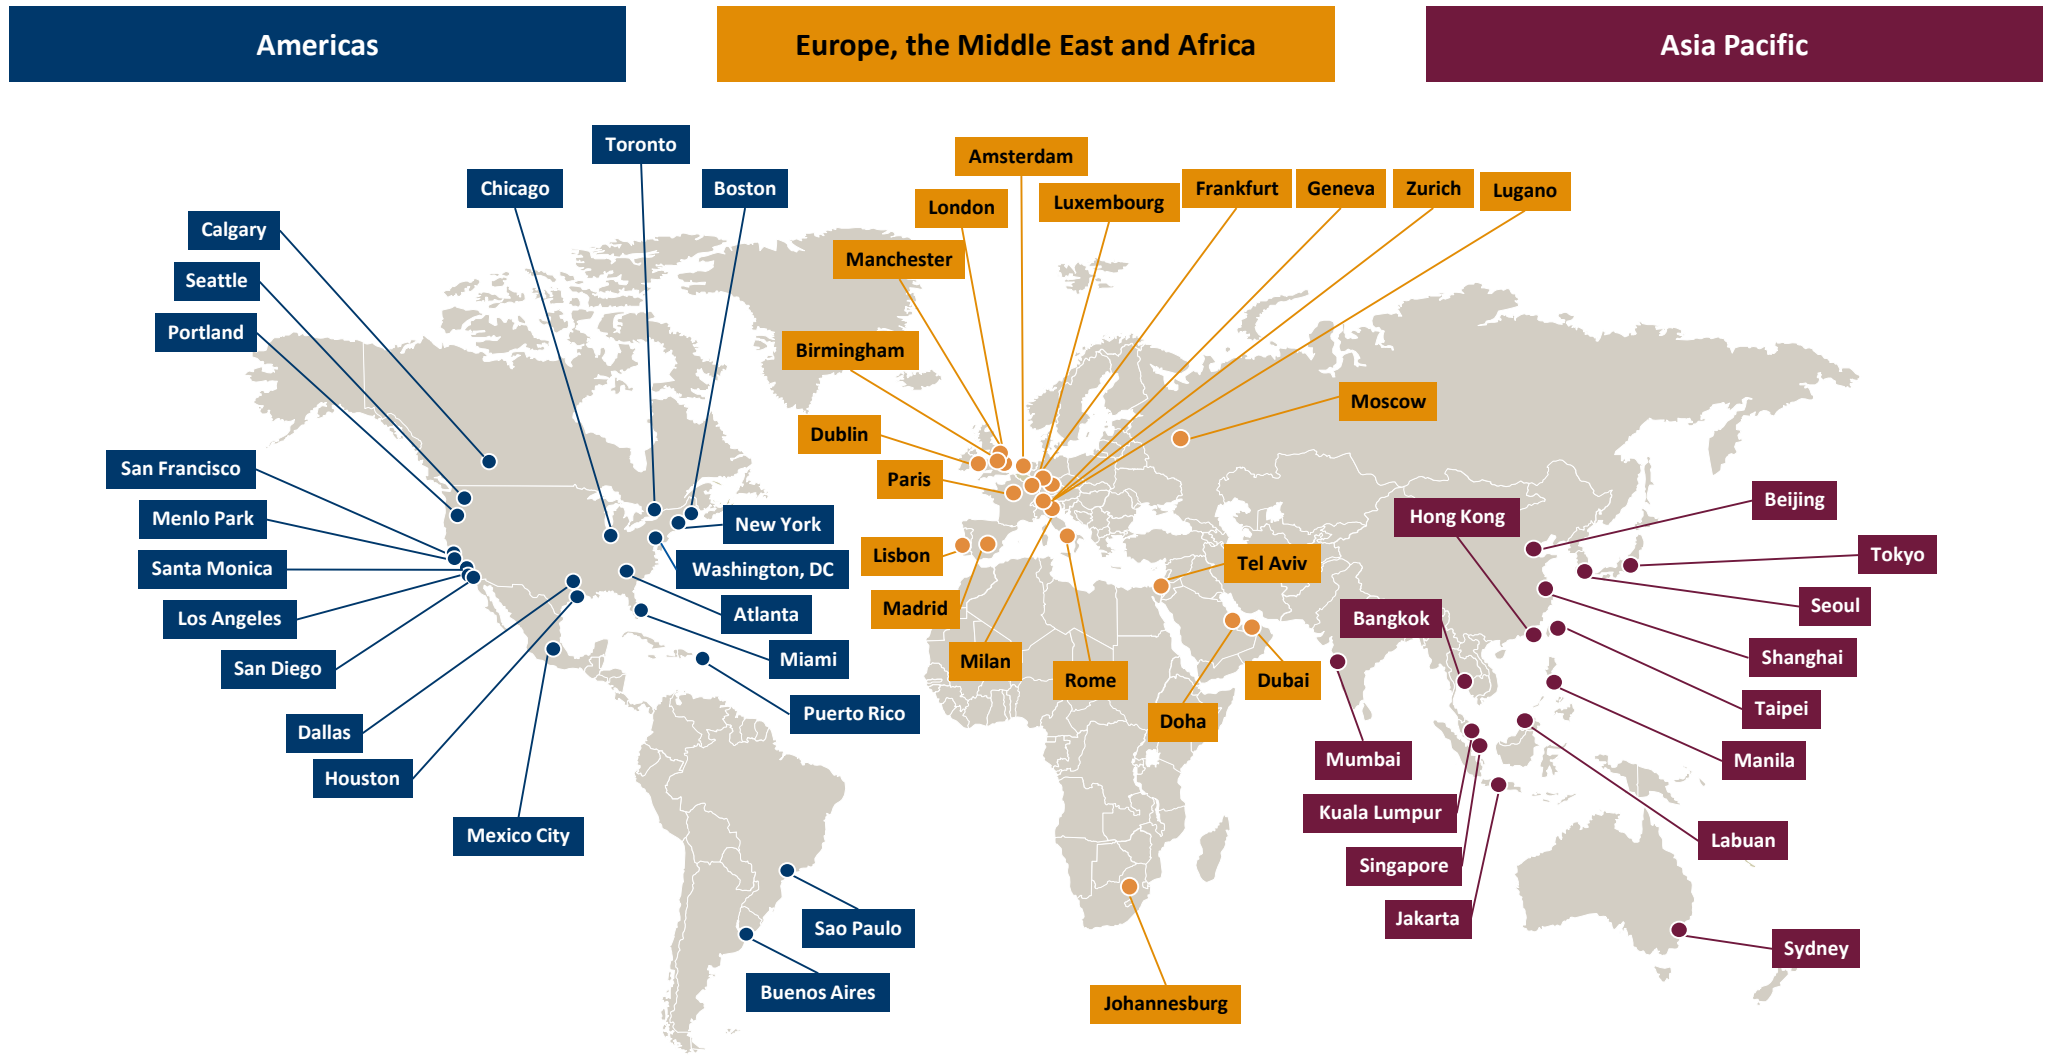 Americas
Europe, the Middle East and Africa
Asia Pacific
Toronto
Chicago
Boston
Calgary
Seattle
Portland
San Francisco
Menlo Park
Santa Monica
Los Angeles
San Diego
Dallas
Houston
Mexico City
New York
Washington, DC
Atlanta
Miami
Puerto Rico
Sao Paulo
Buenos Aires
Amsterdam
London
Luxembourg
Frankfurt
Geneva
Zurich
Lugano
Manchester
Birmingham
Dublin
Paris
Moscow
Lisbon
Madrid
Milan
Rome
Tel Aviv
Doha
Dubai
Johannesburg
Hong Kong
Beijing
Tokyo
Seoul
Bangkok
Shanghai
Taipei
Mumbai
Manila
Kuala Lumpur
Labuan
Singapore
Jakarta
Sydney